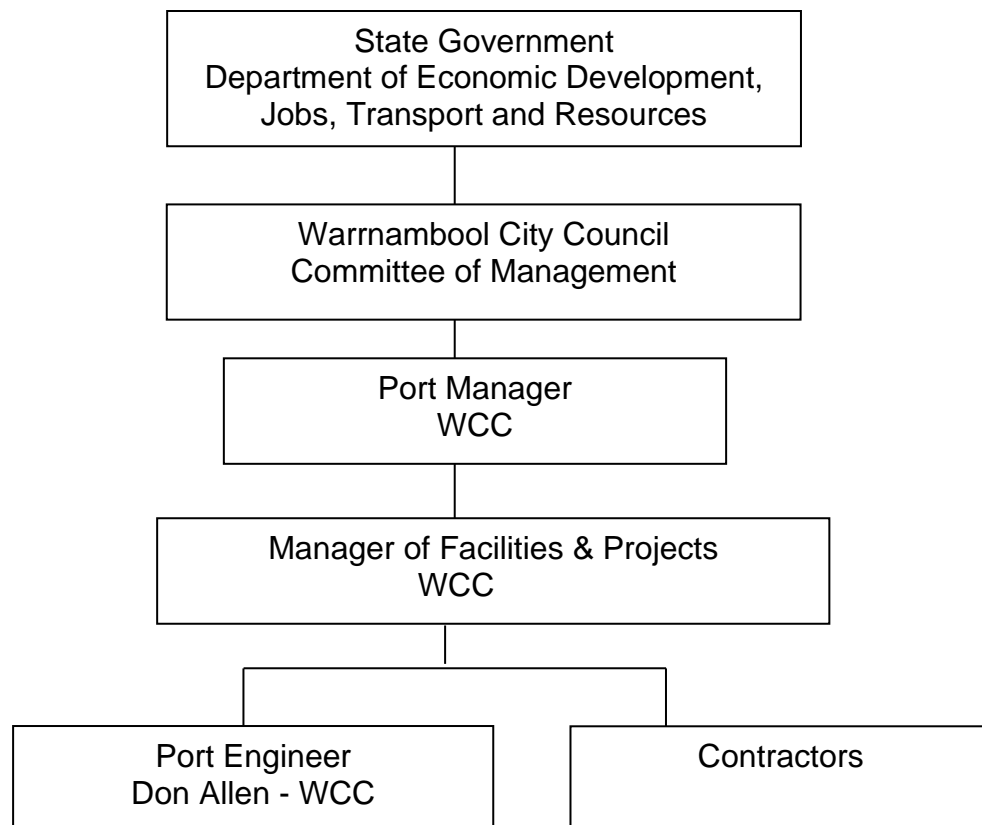 State Government
Department of Economic Development,
Jobs, Transport and Resources
Warrnambool City Council
Committee of Management
Port Manager
WCC
Manager of Facilities & Projects
WCC
Port Engineer
Don Allen - WCC
Contractors